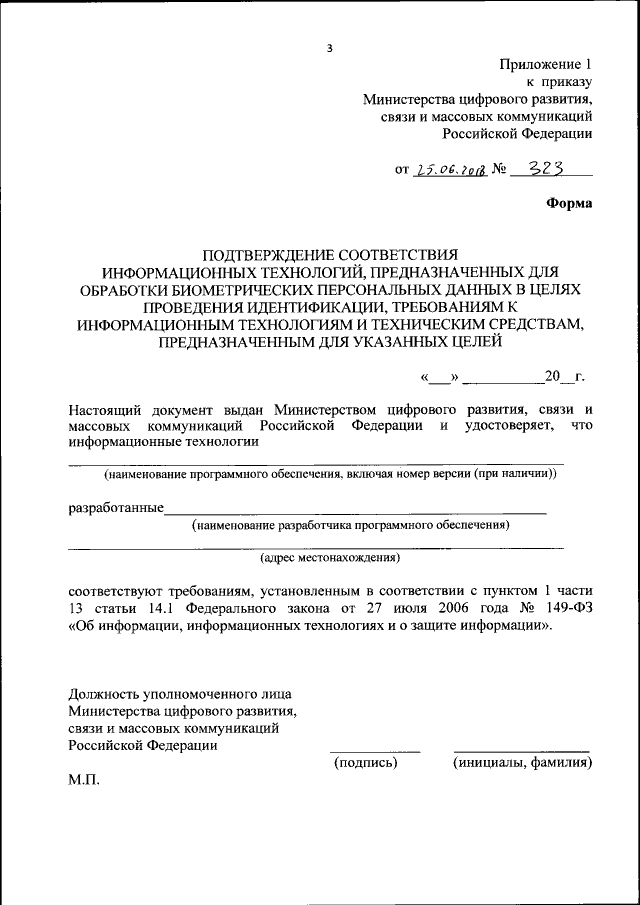 3
Приложение 1
к приказу
Министерства цифрового развития,
связи и массовых коммуникаций
Российской Федерации
от 25.06.2018 № 323
Форма
ПОДТВЕРЖДЕНИЕ СООТВЕТСТВИЯ
ИНФОРМАЦИОННЫХ ТЕХНОЛОГИЙ, ПРЕДНАЗНАЧЕННЫХ ДЛЯ
ОБРАБОТКИ БИОМЕТРИЧЕСКИХ ПЕРСОНАЛЬНЫХ ДАННЫХ В ЦЕЛЯХ
ПРОВЕДЕНИЯ ИДЕНТИФИКАЦИИ, ТРЕБОВАНИЯМ К
ИНФОРМАЦИОННЫМ ТЕХНОЛОГИЯМ И ТЕХНИЧЕСКИМ СРЕДСТВАМ,
ПРЕДНАЗНАЧЕННЫМ ДЛЯ УКАЗАННЫХ ЦЕЛЕЙ
«___» ___________20__г.
Настоящий документ выдан Министерством цифрового развития, связи и
массовых коммуникаций Российской Федерации и удостоверяет, что
информационные технологии
(наименование программного обеспечения, включая номер версии (при наличии))
разработанные
(наименование разработчика программного обеспечения)
(адрес местонахождения)
соответствуют требованиям, установленным в соответствии с пунктом 1 части
13 статьи 14.1 Федерального закона от 27 июля 2006 года № 149-ФЗ
«Об информации, информационных технологиях и о защите информации».
Должность уполномоченного лица
Министерства цифрового развития,
связи и массовых коммуникаций
Российской Федерации
(подпись) (инициалы, фамилия)
М.П.